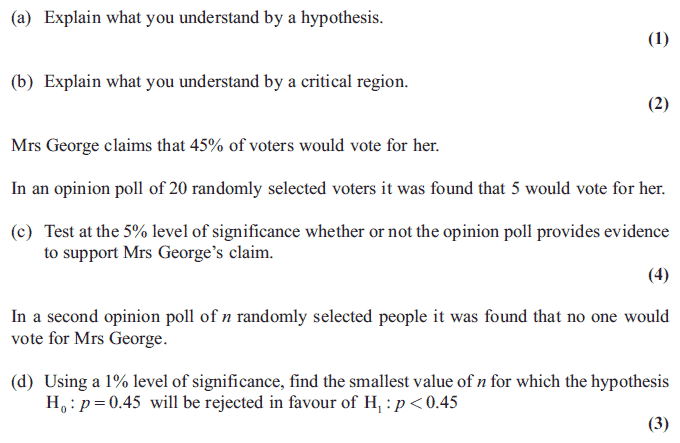 (a) Explain what you understand by a hypothesis.
(1)
(b) Explain what you understand by a critical region.
(2)
Mrs George claims that 45% of voters would vote for her.
In an opinion poll of 20 randomly selected voters it was found that 5 would vote for her.
(c) Test at the 5% level of significance whether or not the opinion poll provides evidence
to support Mrs George's claim.
(4)
In a second opinion poll of n randomly selected people it was found that no one would
vote for Mrs George.
(d) Using a 1% level of significance, find the smallest value of n for which the hypothesis
H₀ : p = 0.45 will be rejected in favour of H₁ : p < 0.45
(3)